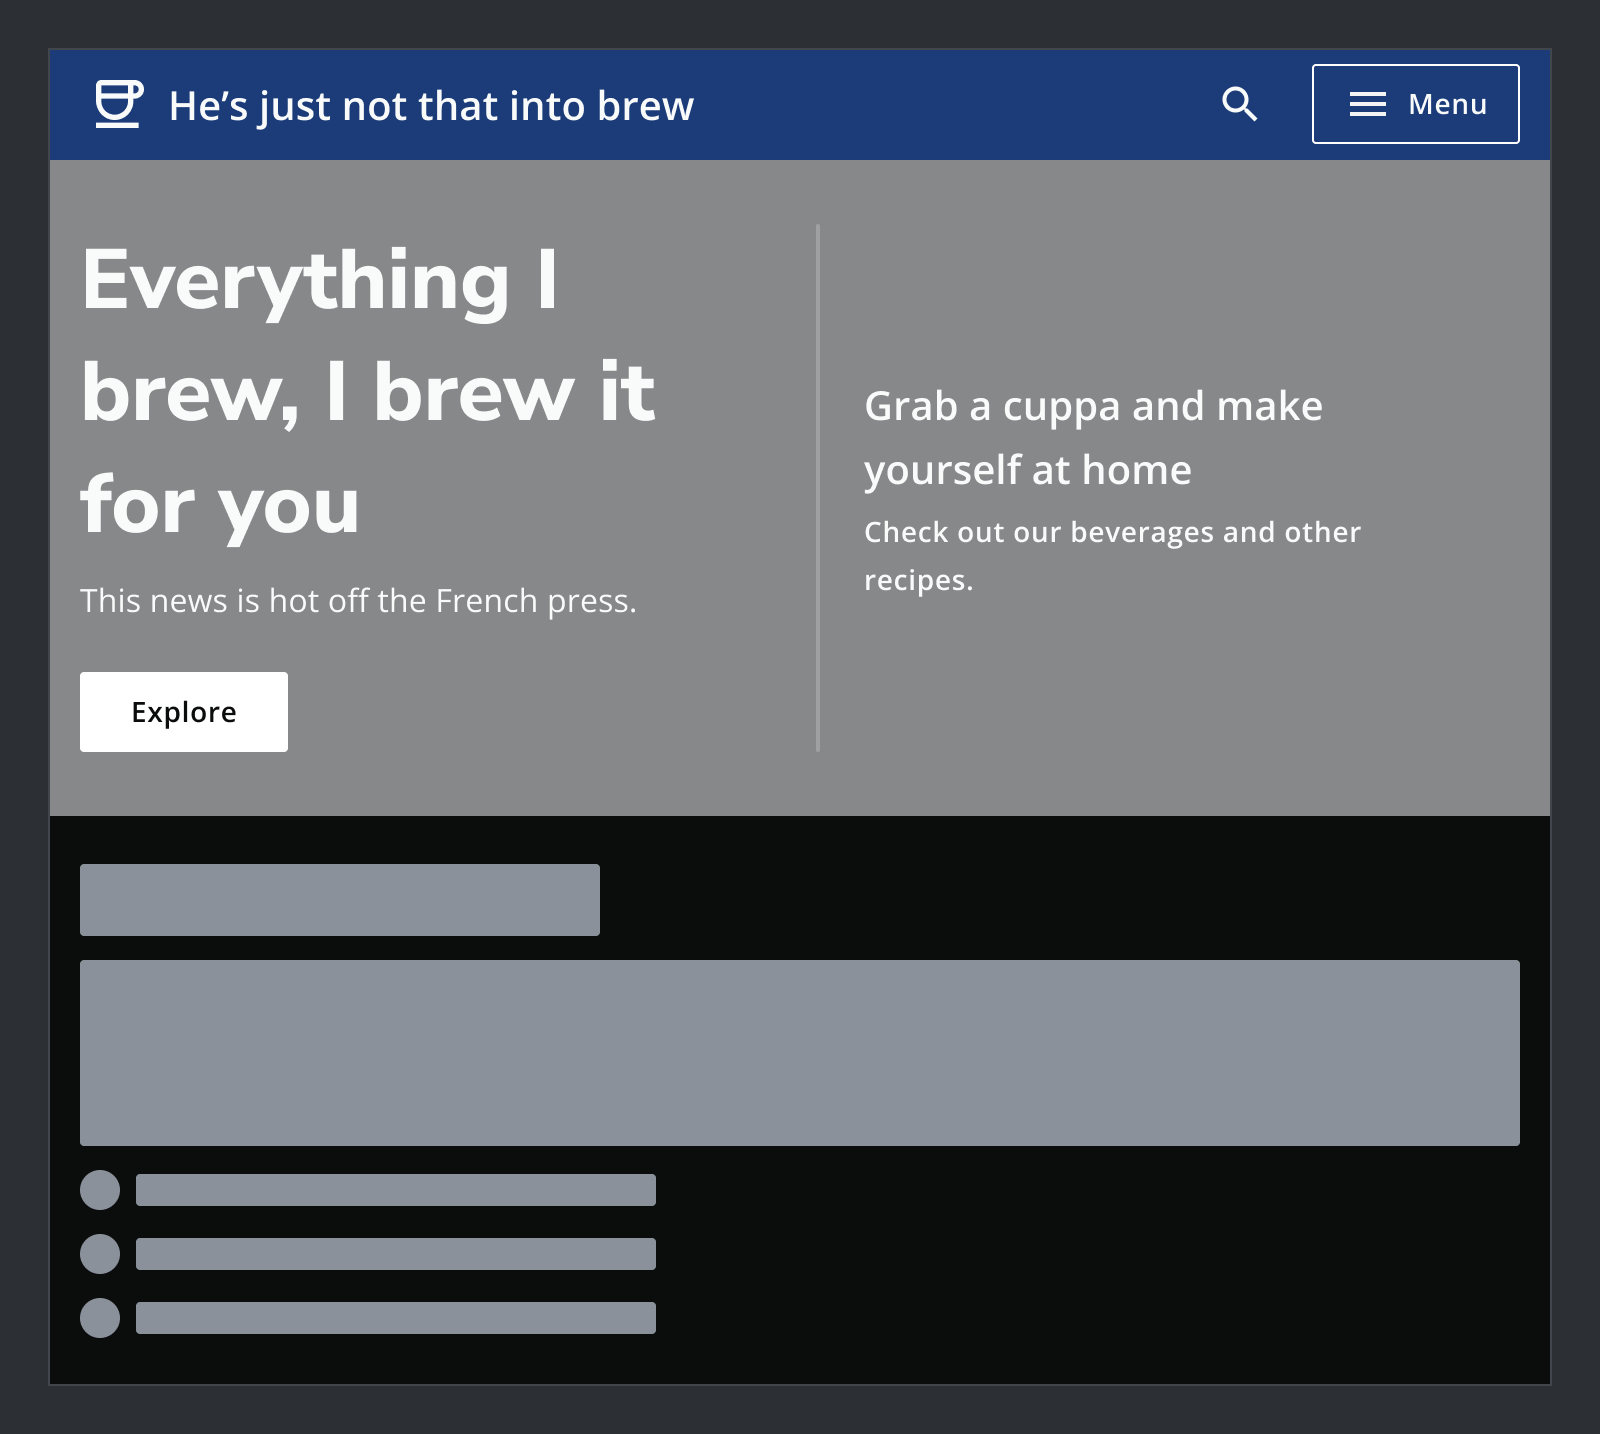 He’s just not that into brew
Menu
Everything I
brew, I brew it
for you
This news is hot off the French press.
Explore
Grab a cuppa and make
yourself at home
Check out our beverages and other
recipes.